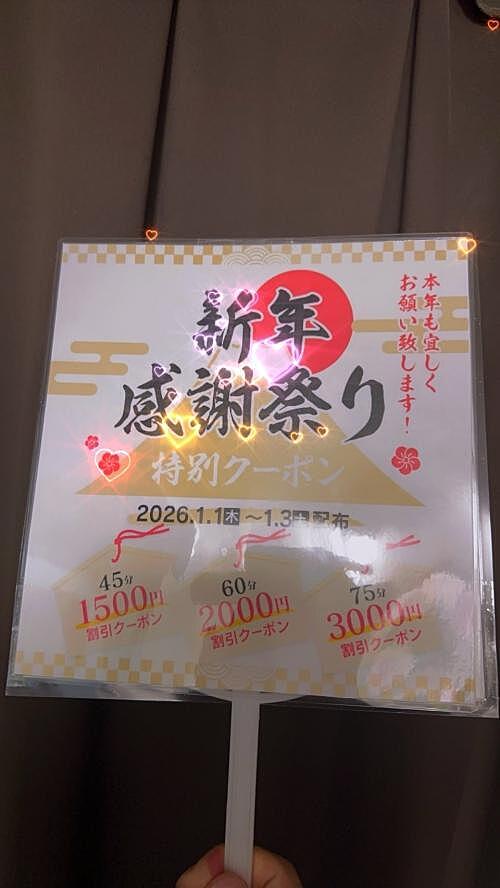 新年
感謝祭り
本年も宜しく
お願い致します！
特別クーポン
2026.1.1木～1.3土配布
45分
1500円
割引クーポン
60分
2000円
割引クーポン
75分
3000円
割引クーポン